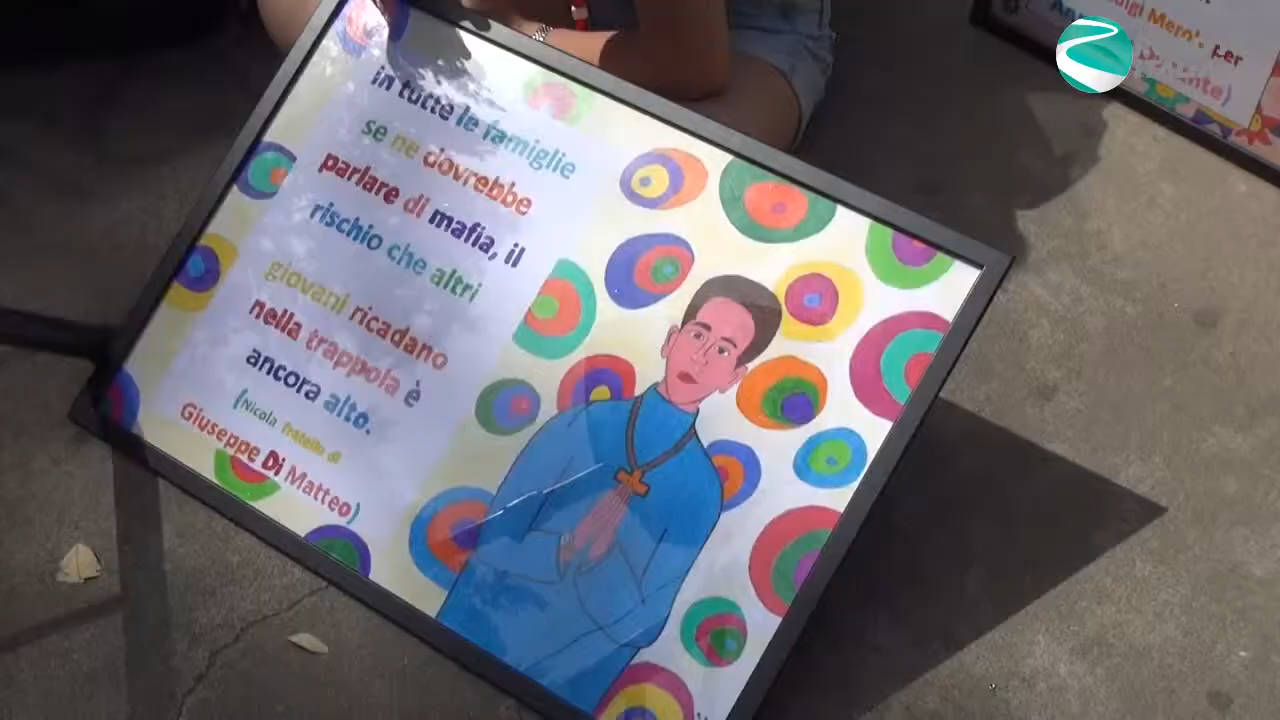 in tutte le famiglie
se ne dovrebbe
parlare di mafia, il
rischio che altri
giovani ricadano
nella trappola è
ancora alto.
(Nicola fratello di
Giuseppe Di Matteo)
per